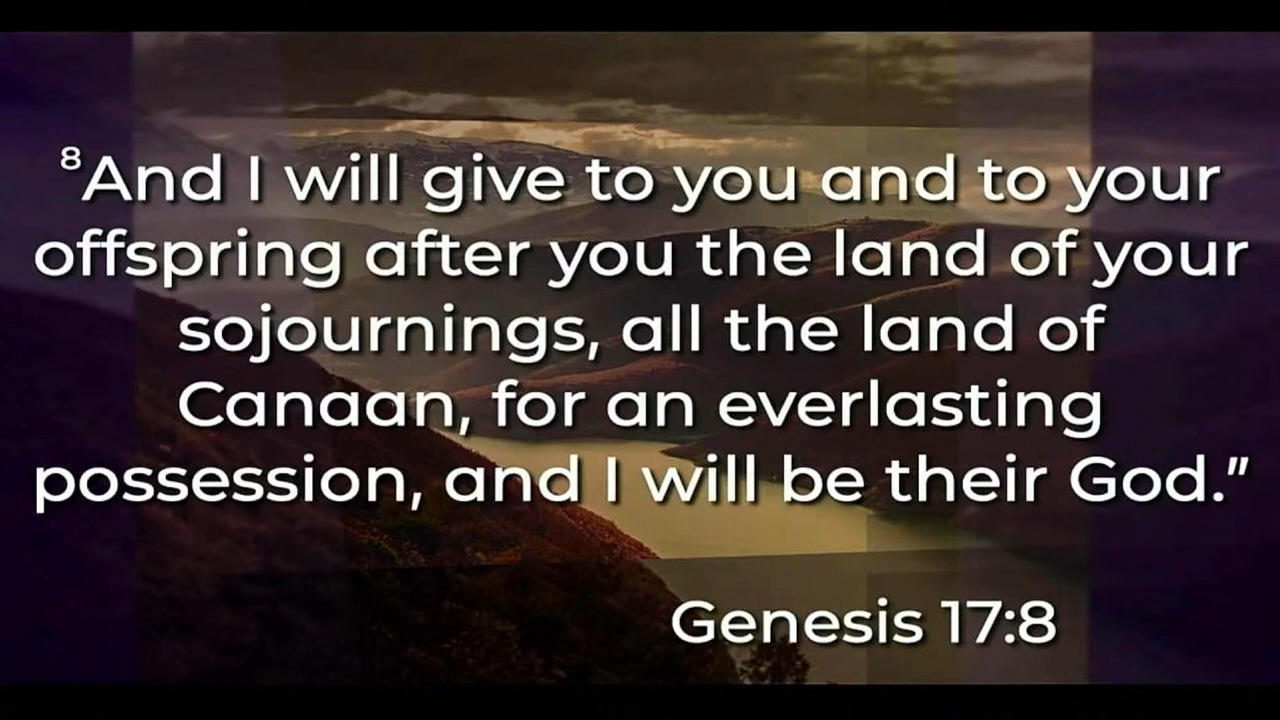 ⁸And I will give to you and to your
offspring after you the land of your
sojournings, all the land of
Canaan, for an everlasting
possession, and I will be their God.”
Genesis 17:8